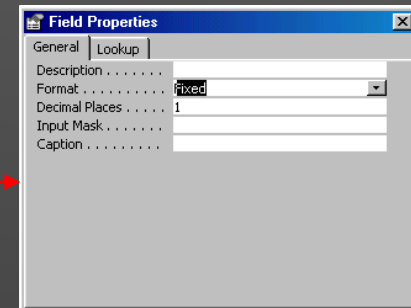 Field Properties
General Lookup
Description . . . . . . .
Format . . . . . . . . . . Fixed
Decimal Places . . . . . 1
Input Mask . . . . . . .
Caption . . . . . . . . .